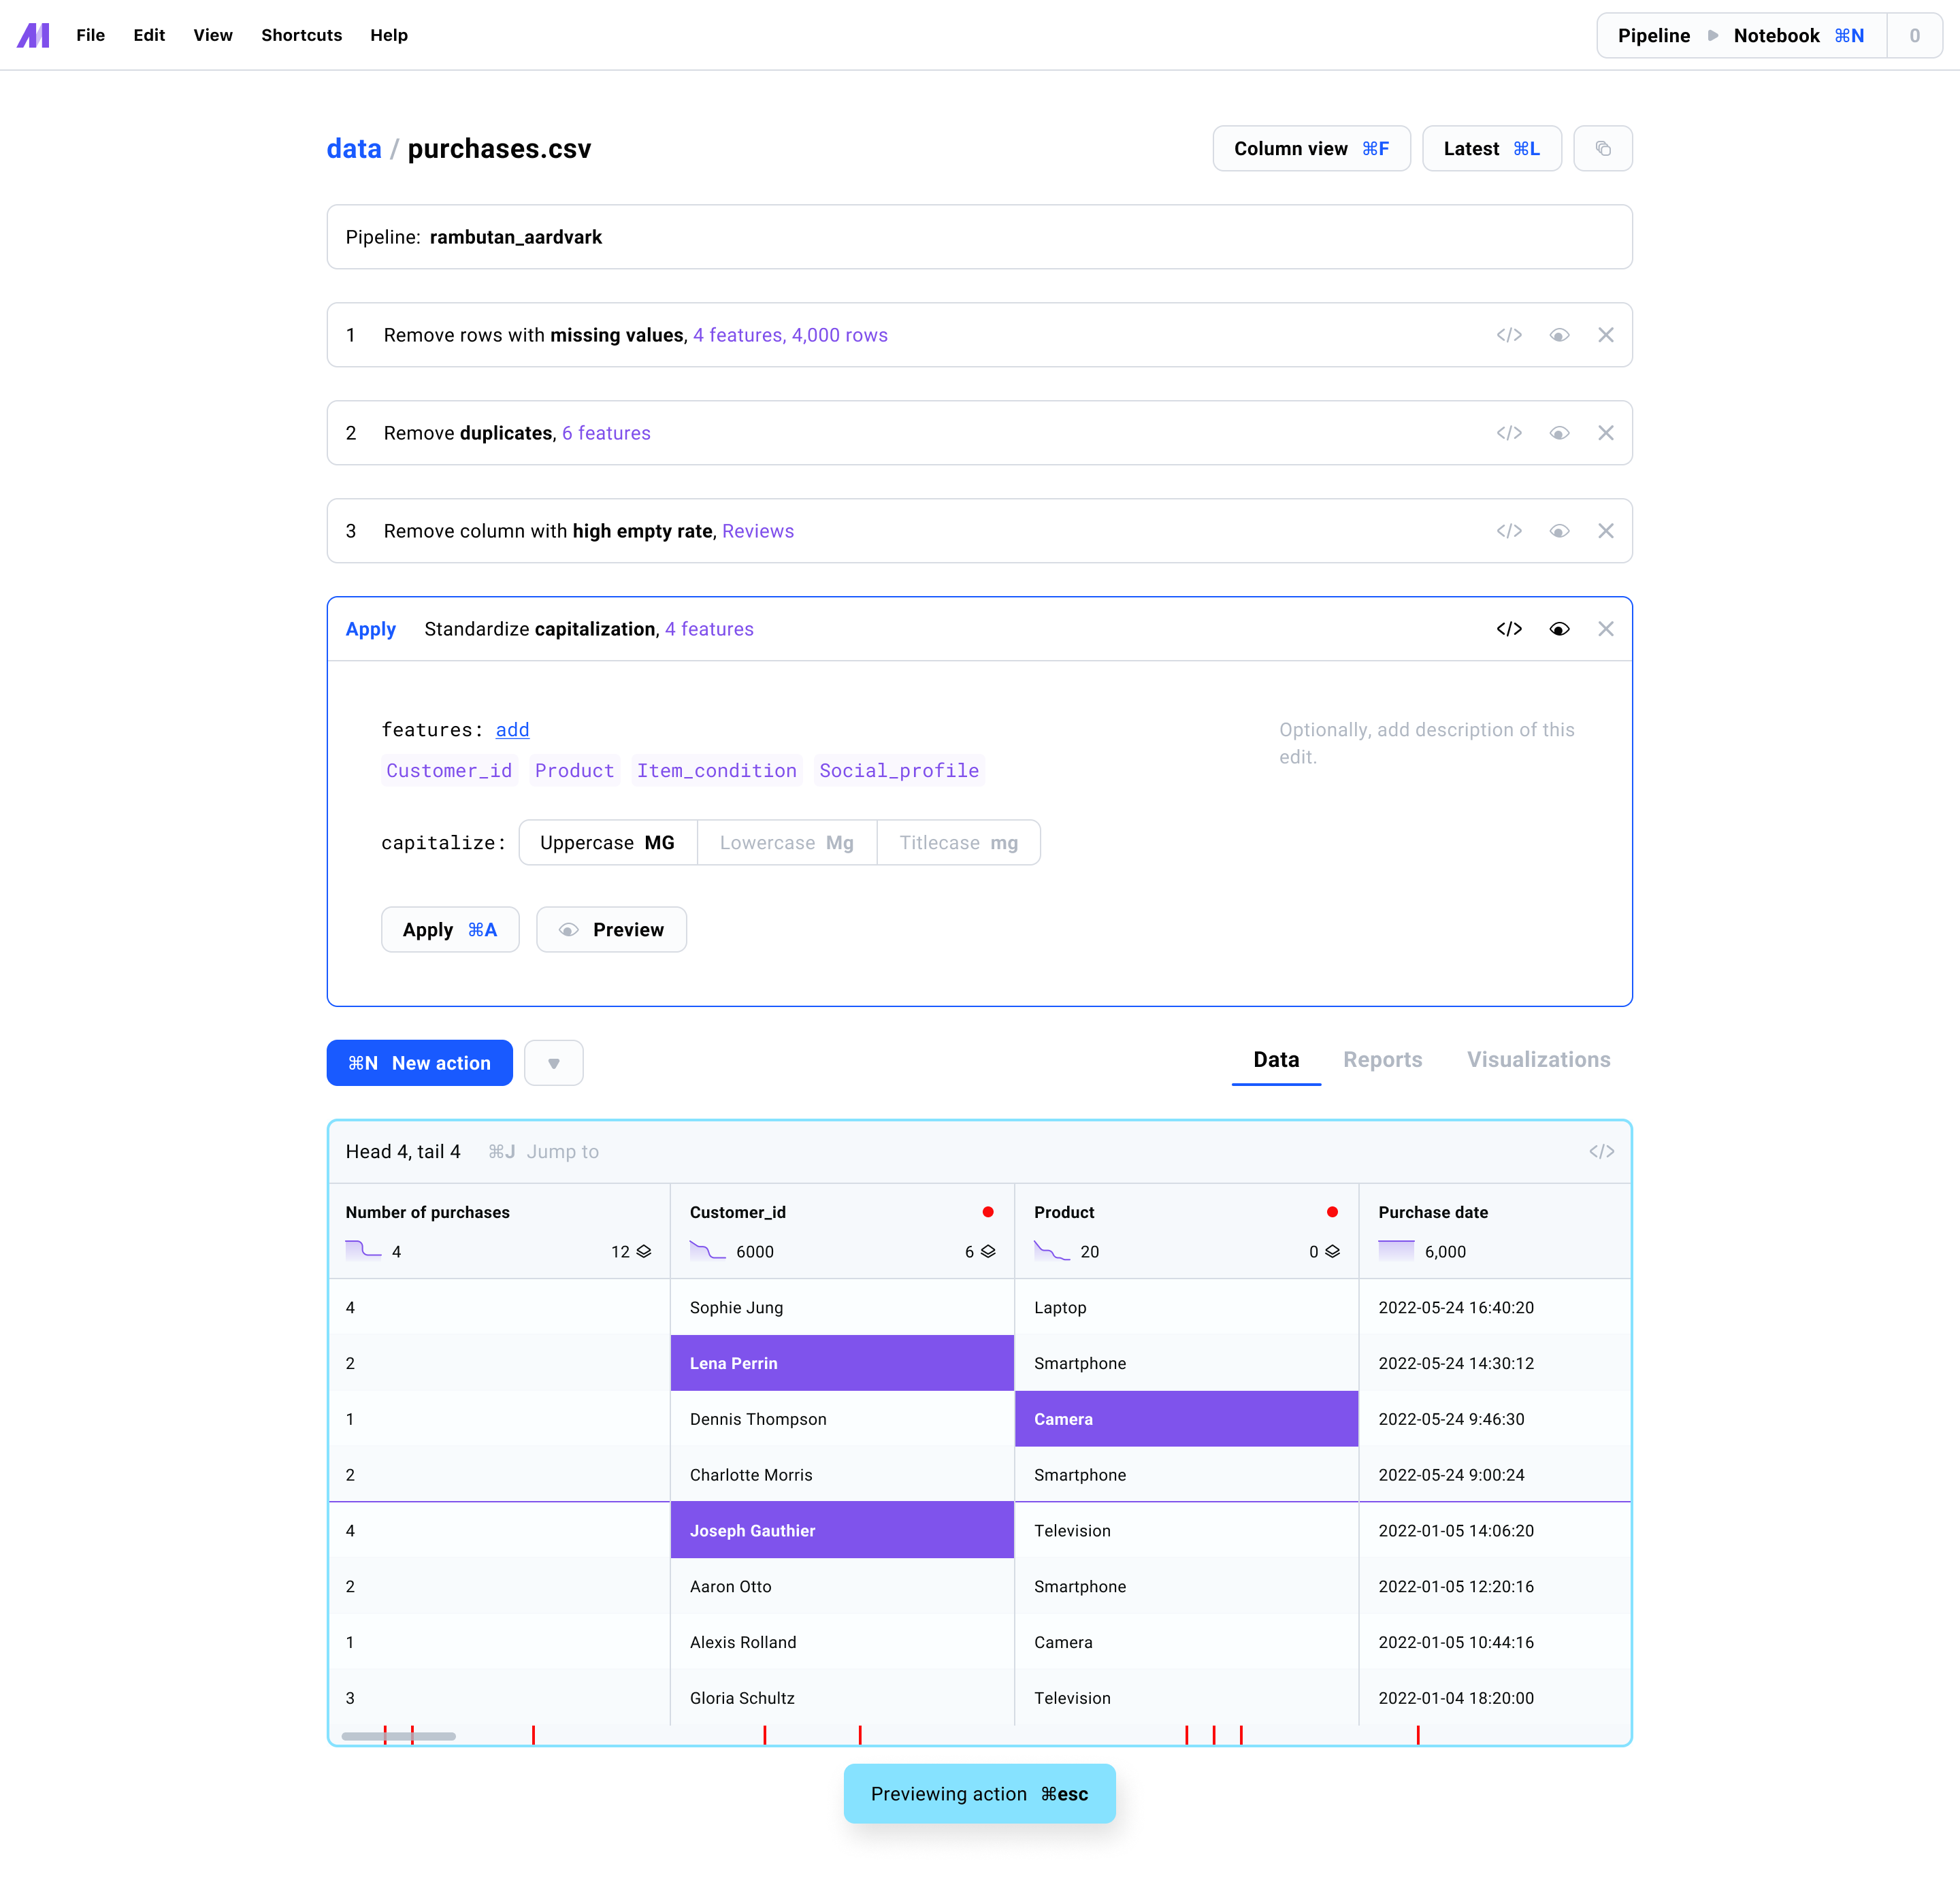 File Edit View Shortcuts Help
Pipeline Notebook ⌘N 0
data / purchases.csv
Column view ⌘F Latest ⌘L
Pipeline: rambutan_aardvark
1 Remove rows with missing values, 4 features, 4,000 rows
2 Remove duplicates, 6 features
3 Remove column with high empty rate, Reviews
Apply Standardize capitalization, 4 features
features: add
Customer_id Product Item_condition Social_profile
Optionally, add description of this
edit.
capitalize: Uppercase MG Lowercase Mg Titlecase mg
Apply ⌘A Preview
⌘N New action
Data Reports Visualizations
Head 4, tail 4 ⌘J Jump to
Number of purchases Customer_id Product Purchase date
4 12 6000 6 20 0 6,000
4 Sophie Jung Laptop 2022-05-24 16:40:20
2 Lena Perrin Smartphone 2022-05-24 14:30:12
1 Dennis Thompson Camera 2022-05-24 9:46:30
2 Charlotte Morris Smartphone 2022-05-24 9:00:24
4 Joseph Gauthier Television 2022-01-05 14:06:20
2 Aaron Otto Smartphone 2022-01-05 12:20:16
1 Alexis Rolland Camera 2022-01-05 10:44:16
3 Gloria Schultz Television 2022-01-04 18:20:00
Previewing action ⌘esc